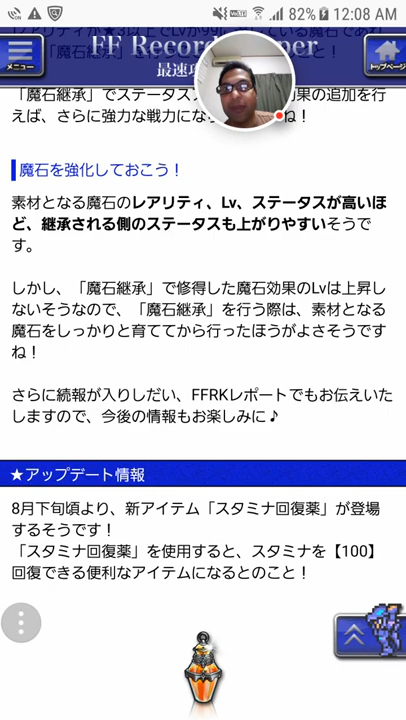 82% 12:08 AM
FF Recor
最速
メニュー
トップページ
「魔石継承」で
果の追加を行
えば、さらに強力な戦力にな
ね！
魔石を強化しておこう！
素材となる魔石のレアリティ、Lv、ステータスが高いほ
ど、継承される側のステータスも上がりやすいそうで
す。
しかし、「魔石継承」で修得した魔石効果のLvは上昇し
ないそうなので、「魔石継承」を行う際は、素材となる
魔石をしっかりと育ててから行ったほうがよさそうです
ね！
さらに続報が入りしだい、FFRKレポートでもお伝えいた
しますので、今後の情報もお楽しみに♪
★アップデート情報
8月下旬頃より、新アイテム「スタミナ回復薬」が登場
するそうです！
「スタミナ回復薬」を使用すると、スタミナを【100】
回復できる便利なアイテムになるとのこと！